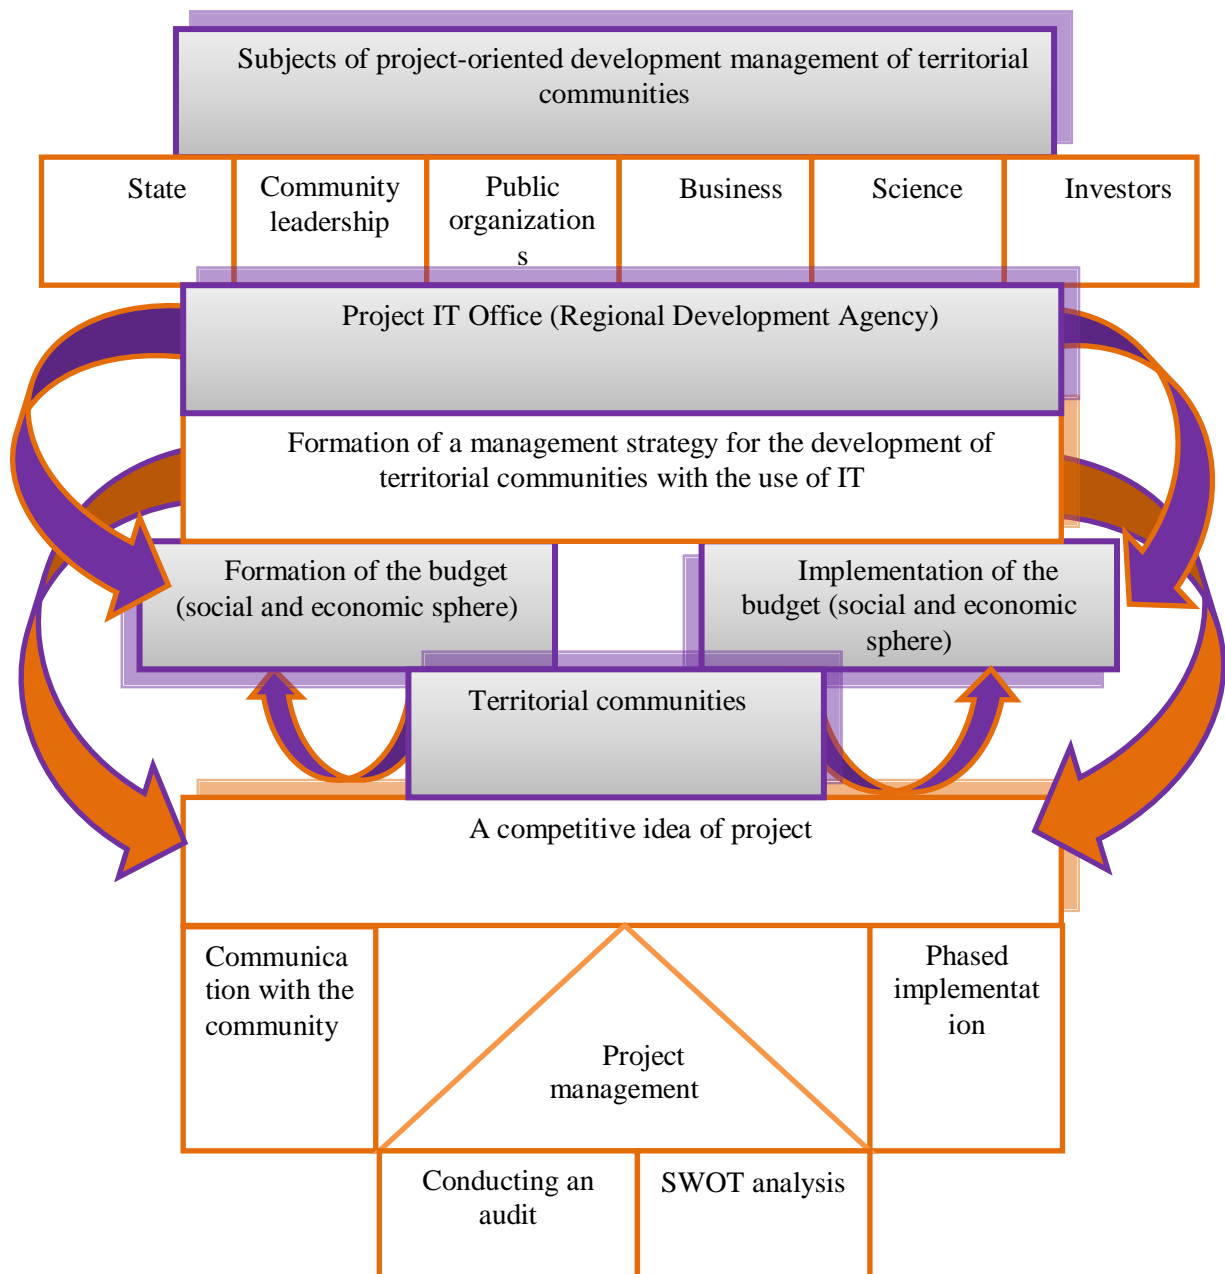 Subjects of project-oriented development management of territorial
communities
State
Community
leadership
Public
organization
s
Business
Science
Investors
Project IT Office (Regional Development Agency)
Formation of a management strategy for the development of
territorial communities with the use of IT
Formation of the budget
(social and economic sphere)
Implementation of the
budget (social and economic
sphere)
Territorial communities
A competitive idea of project
Communica
tion with the
community
Project
management
Phased
implementat
ion
Conducting an
audit
SWOT analysis